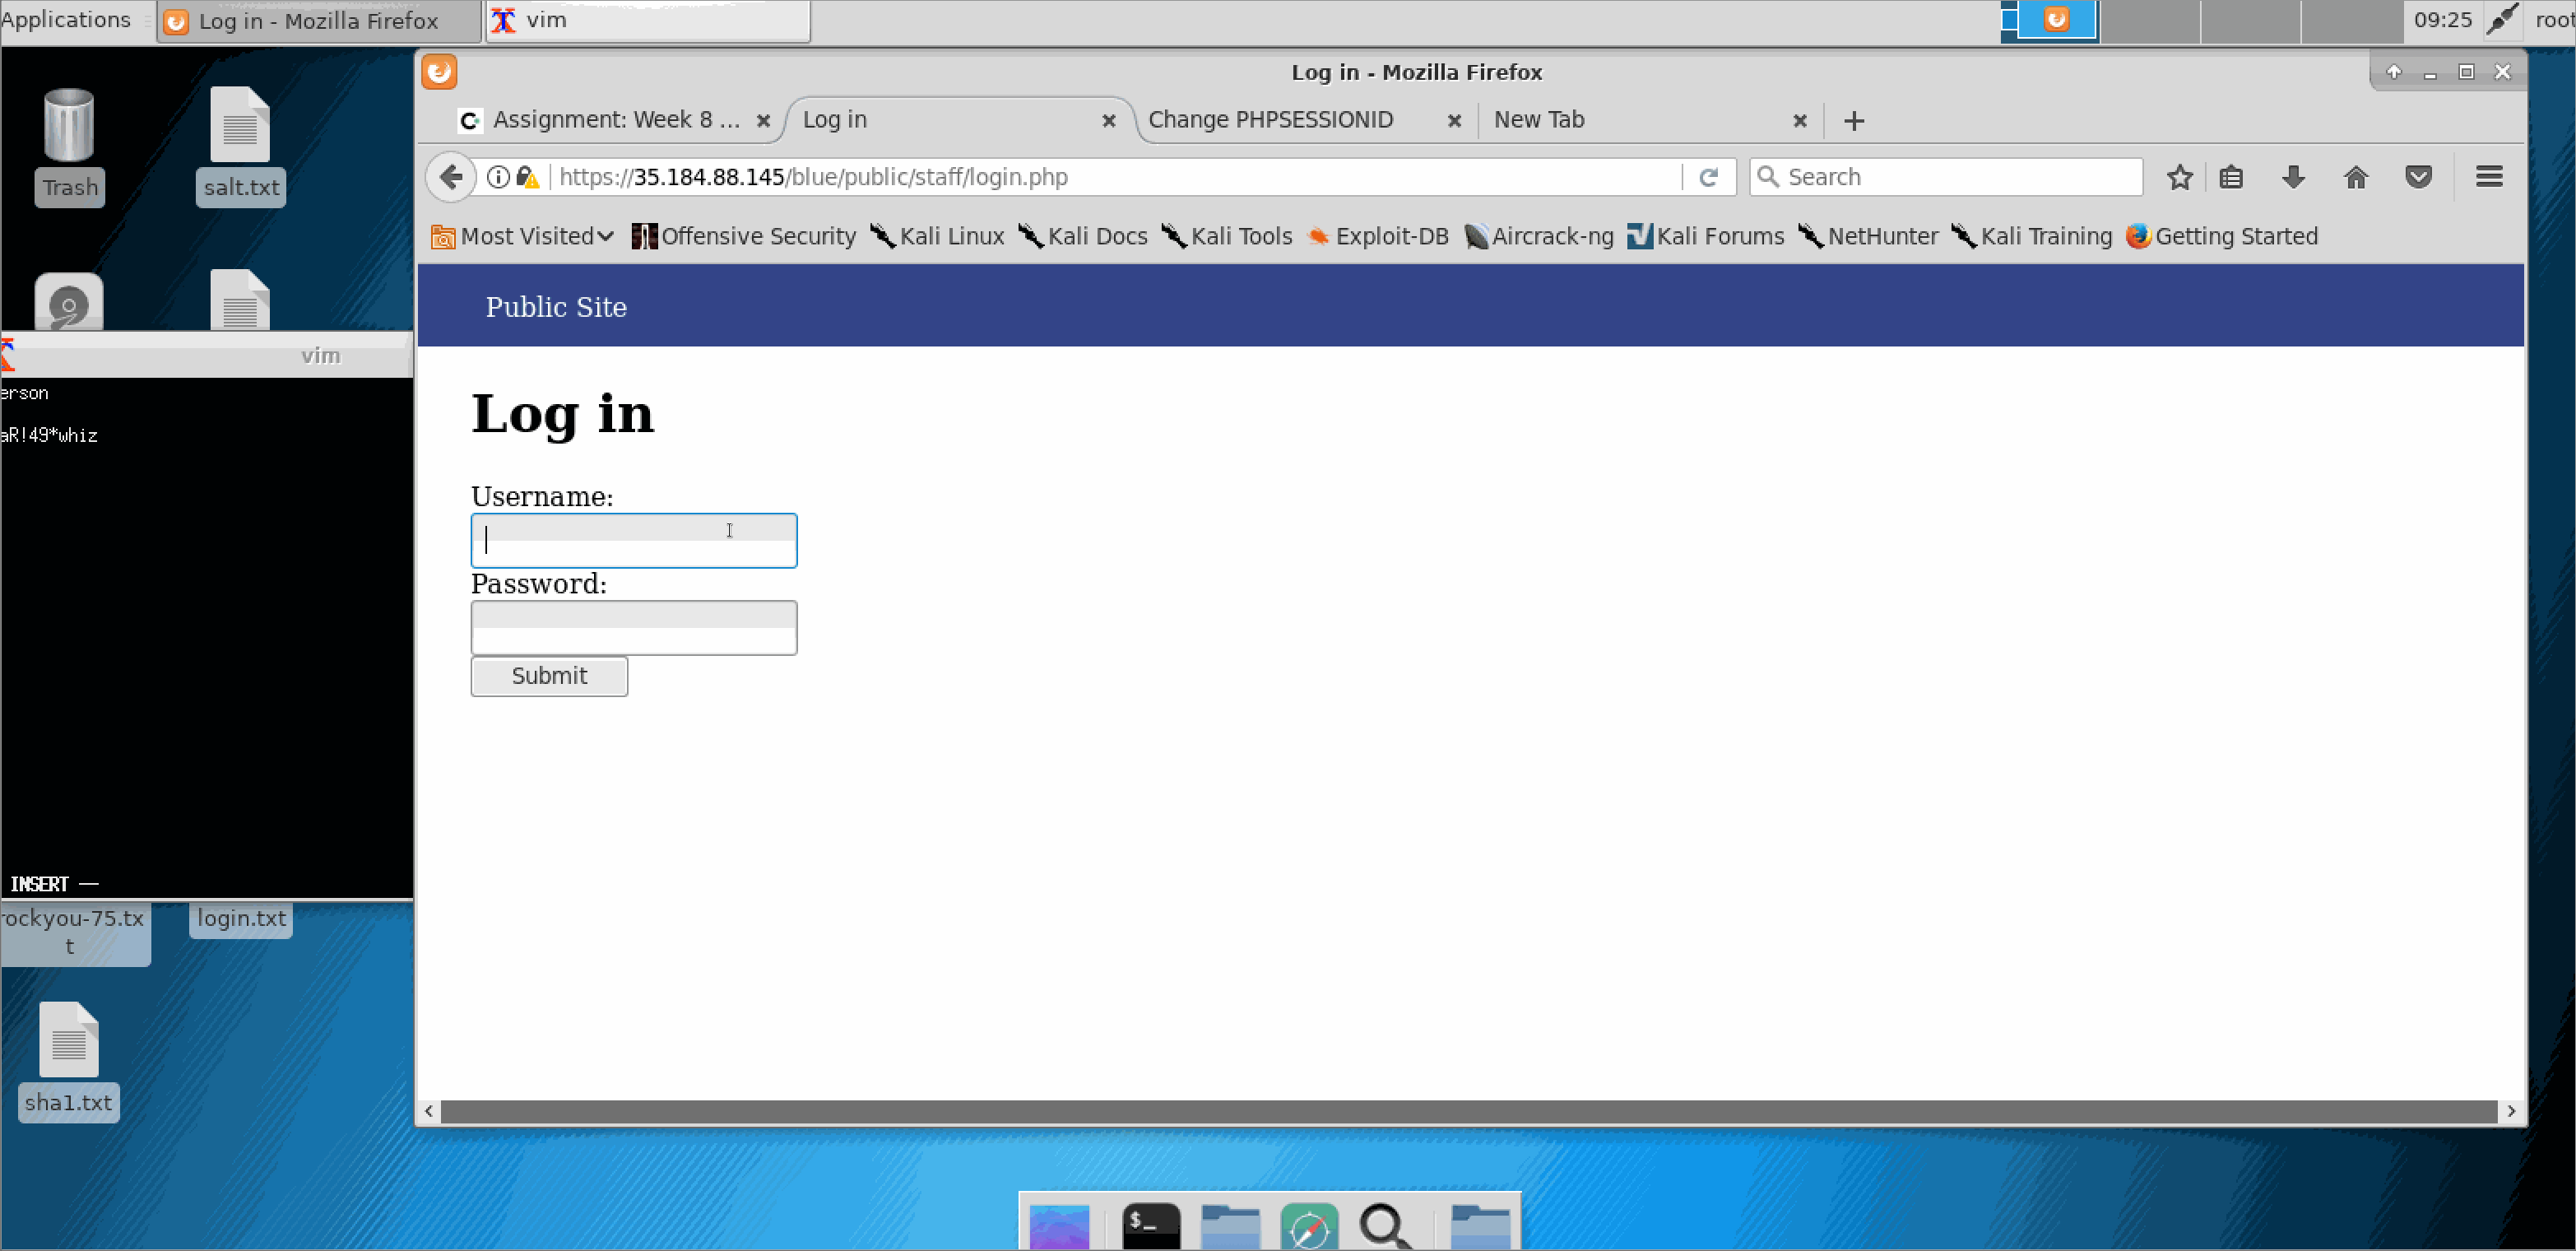 Applications
Log in - Mozilla Firefox
vim
09:25
root
Log in - Mozilla Firefox
Assignment: Week 8 ...
Log in
Change PHPSESSIONID
New Tab
https://35.184.88.145/blue/public/staff/login.php
Search
Most Visited
Offensive Security
Kali Linux
Kali Docs
Kali Tools
Exploit-DB
Aircrack-ng
Kali Forums
NetHunter
Kali Training
Getting Started
Trash
salt.txt
vim
erson
aR!49*whiz
INSERT --
rockyou-75.tx
t
login.txt
sha1.txt
Public Site
Log in
Username:
Password:
Submit
$_